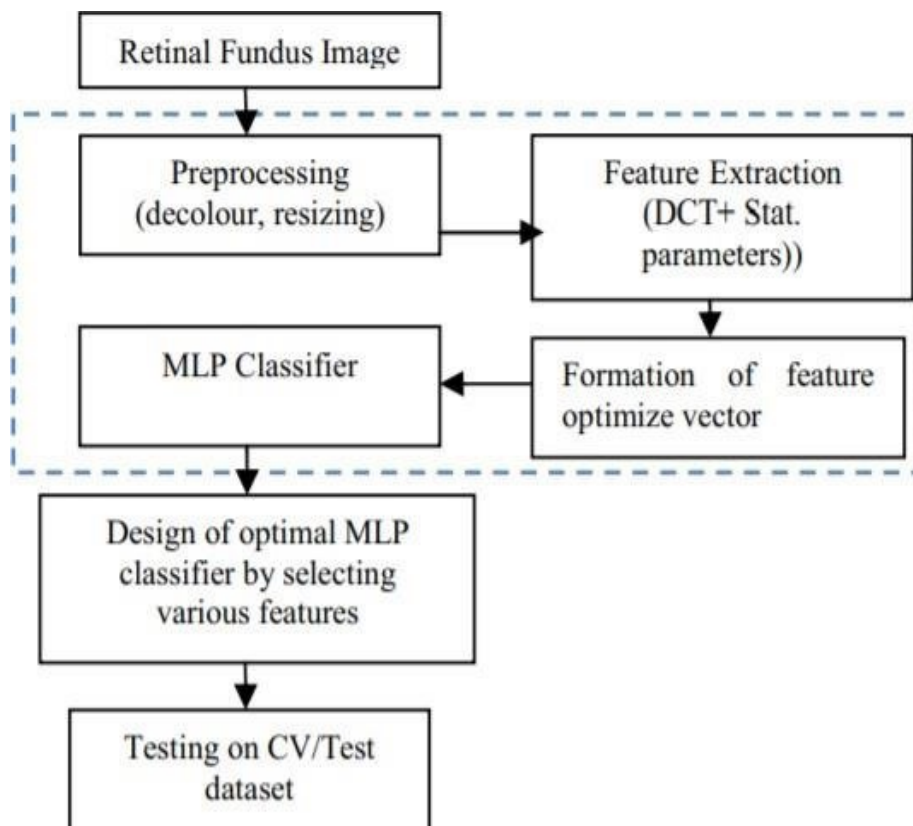 Retinal Fundus Image
Preprocessing
(decolour, resizing)
Feature Extraction
(DCT+ Stat.
parameters))
Formation of feature
optimize vector
MLP Classifier
Design of optimal MLP
classifier by selecting
various features
Testing on CV/Test
dataset